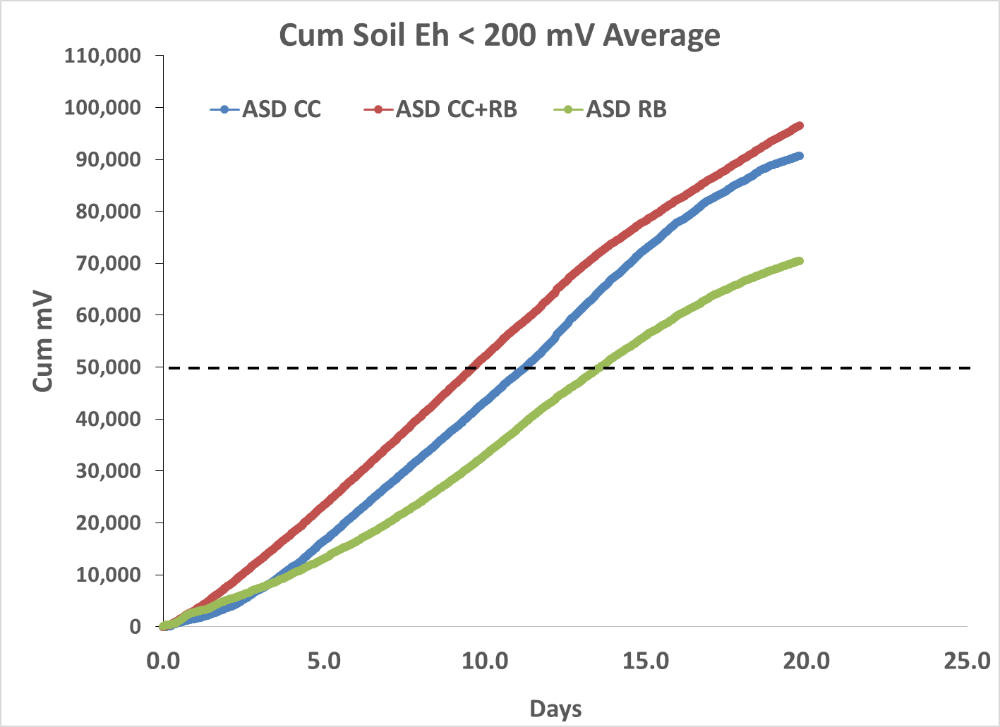 Cum Soil Eh < 200 mV Average
110,000
100,000
ASD CC ASD CC+RB ASD RB
90,000
80,000
70,000
60,000
50,000
40,000
30,000
20,000
10,000
0
Cum mV
0.0 5.0 10.0 15.0 20.0 25.0
Days